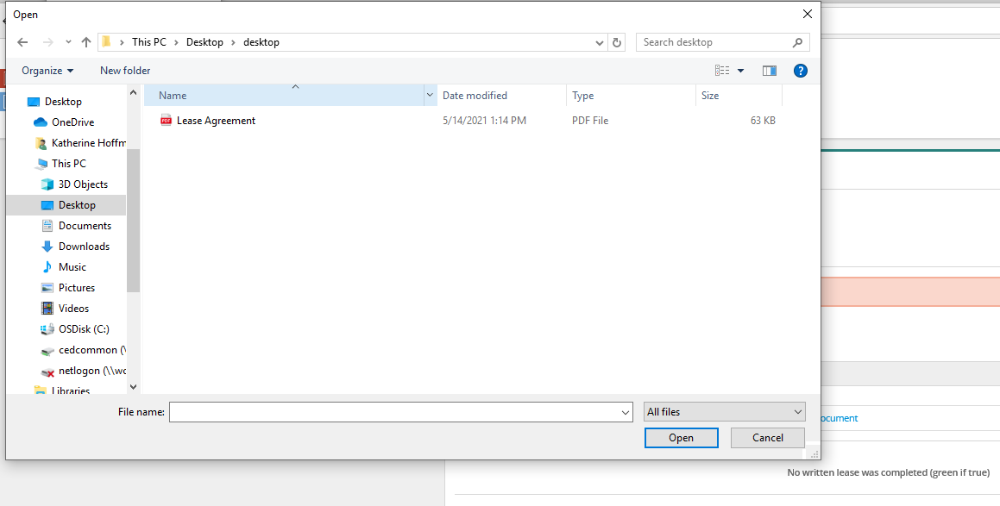 Open
This PC > Desktop > desktop
Search desktop
Organize
New folder
Name
Date modified
Type
Size
PDF
Lease Agreement
5/14/2021 1:14 PM
PDF File
63 KB
Desktop
OneDrive
Katherine Hoffm
This PC
3D Objects
Desktop
Documents
Downloads
Music
Pictures
Videos
OSDisk (C:)
cedcommon (\
netlogon (\\wo
Libraries
File name:
All files
Open
Cancel
ocument
No written lease was completed (green if true)